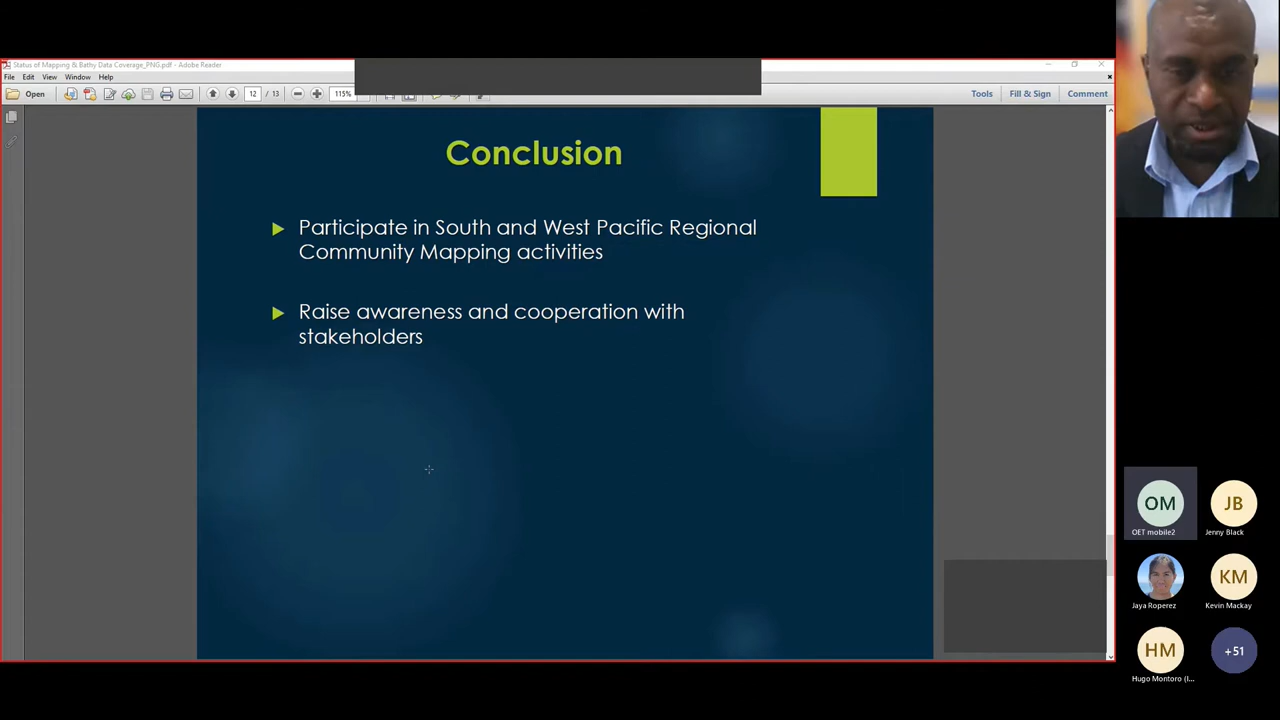 Status of Mapping & Bathy Data Coverage_PNG.pdf - Adobe Reader
File Edit View Window Help
Open 12 / 13 115% Tools Fill & Sign Comment
Conclusion
Participate in South and West Pacific Regional
Community Mapping activities
Raise awareness and cooperation with
stakeholders
OM JB
OET mobile2 Jenny Black
KM
Jaya Roperez Kevin Mackay
HM +51
Hugo Montoro (I...